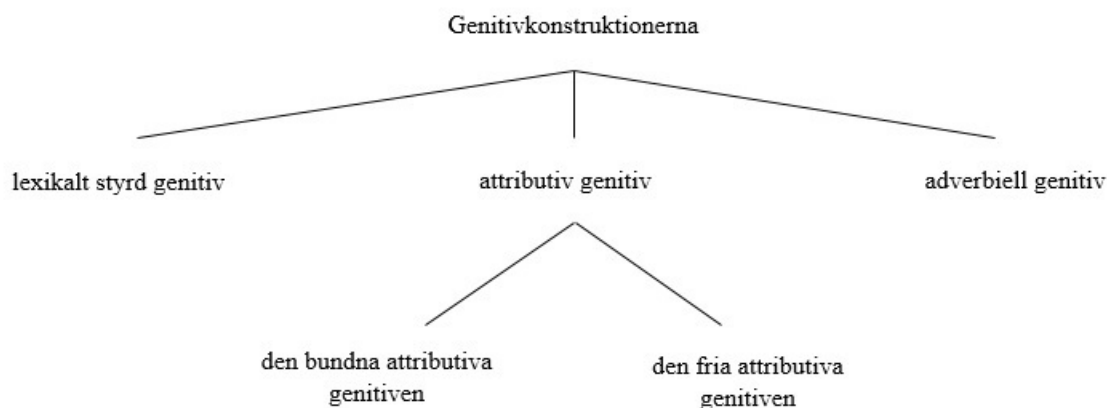 Genitivkonstruktionerna
lexikalt styrd genitiv
attributiv genitiv
adverbiell genitiv
den bundna attributiva
genitiven
den fria attributiva
genitiven